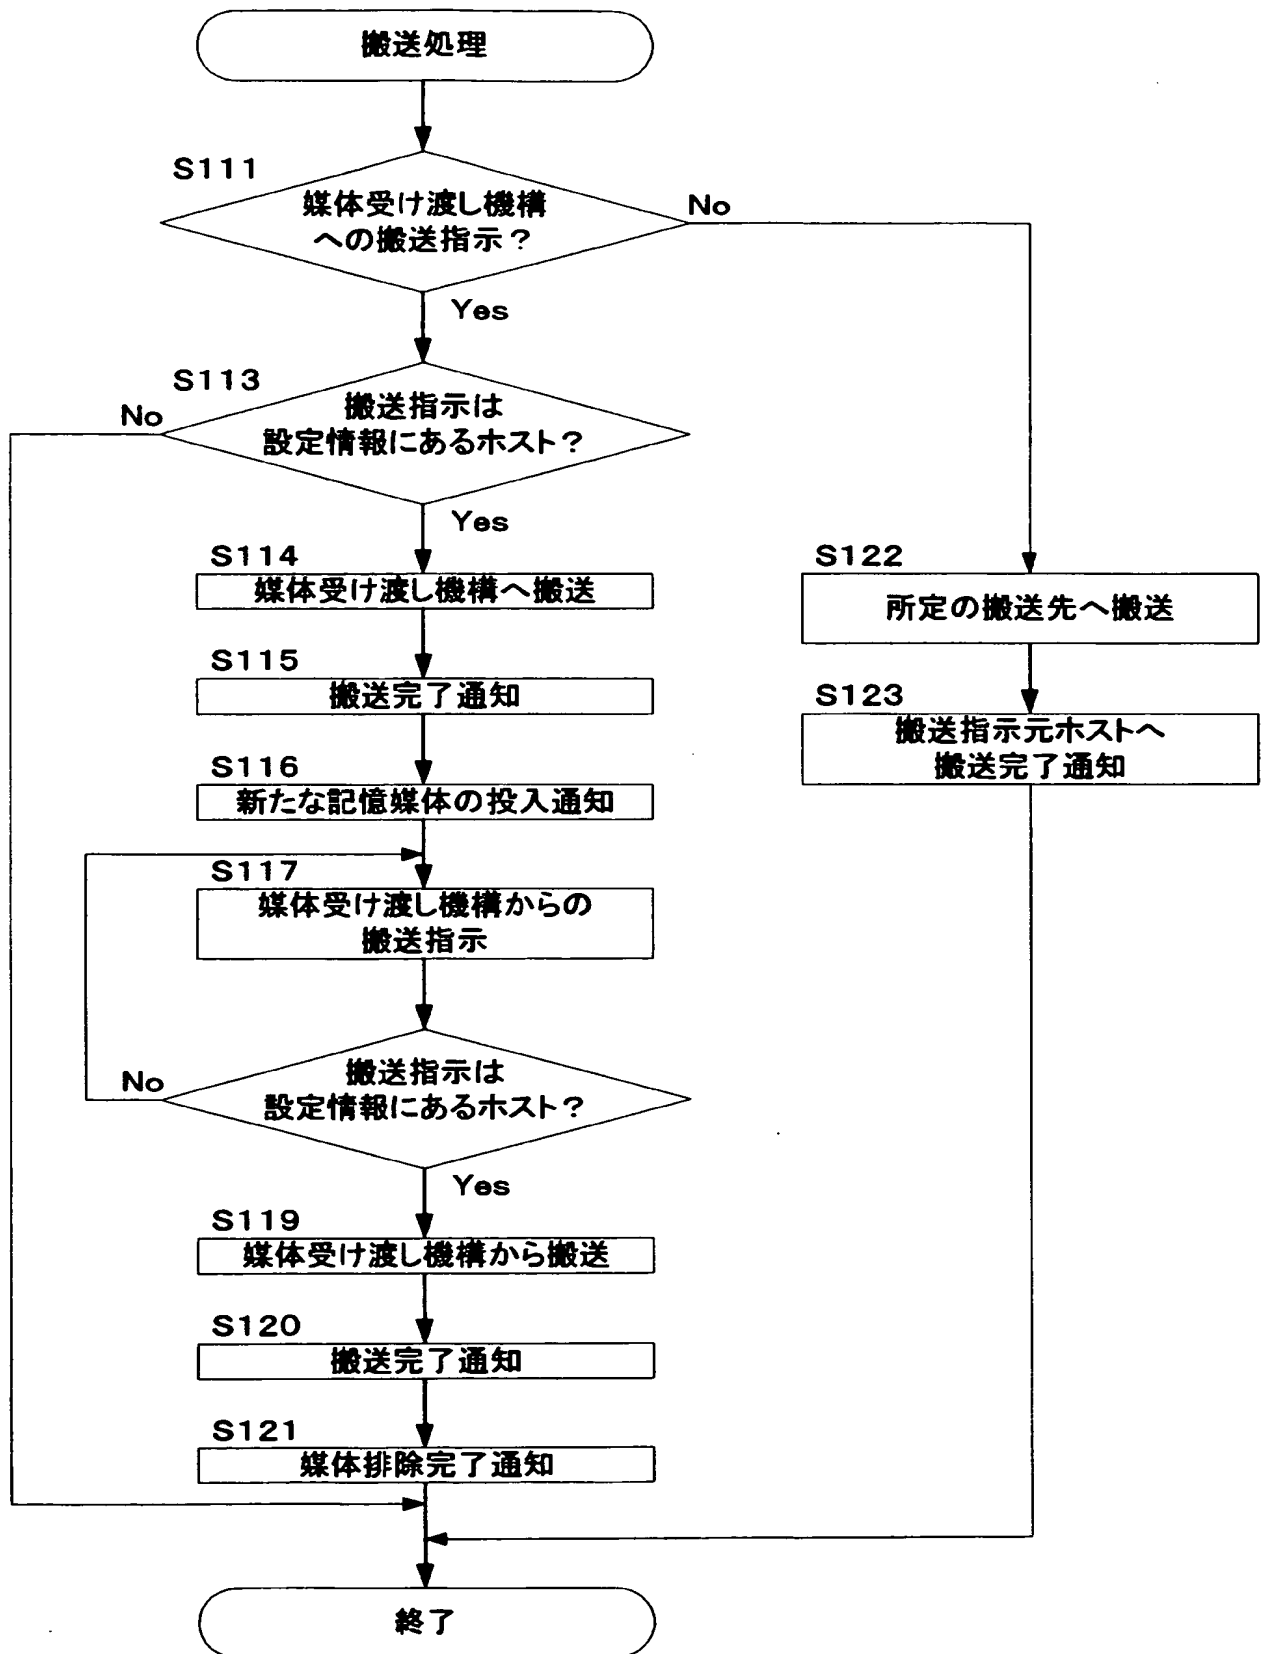 搬送処理
S111
媒体受け渡し機構
への搬送指示？
No
Yes
S113
搬送指示は
設定情報にあるホスト？
No
Yes
S114
媒体受け渡し機構へ搬送
S122
所定の搬送先へ搬送
S115
搬送完了通知
S123
搬送指示元ホストへ
搬送完了通知
S116
新たな記憶媒体の投入通知
S117
媒体受け渡し機構からの
搬送指示
搬送指示は
設定情報にあるホスト？
No
Yes
S119
媒体受け渡し機構から搬送
S120
搬送完了通知
S121
媒体排除完了通知
終了